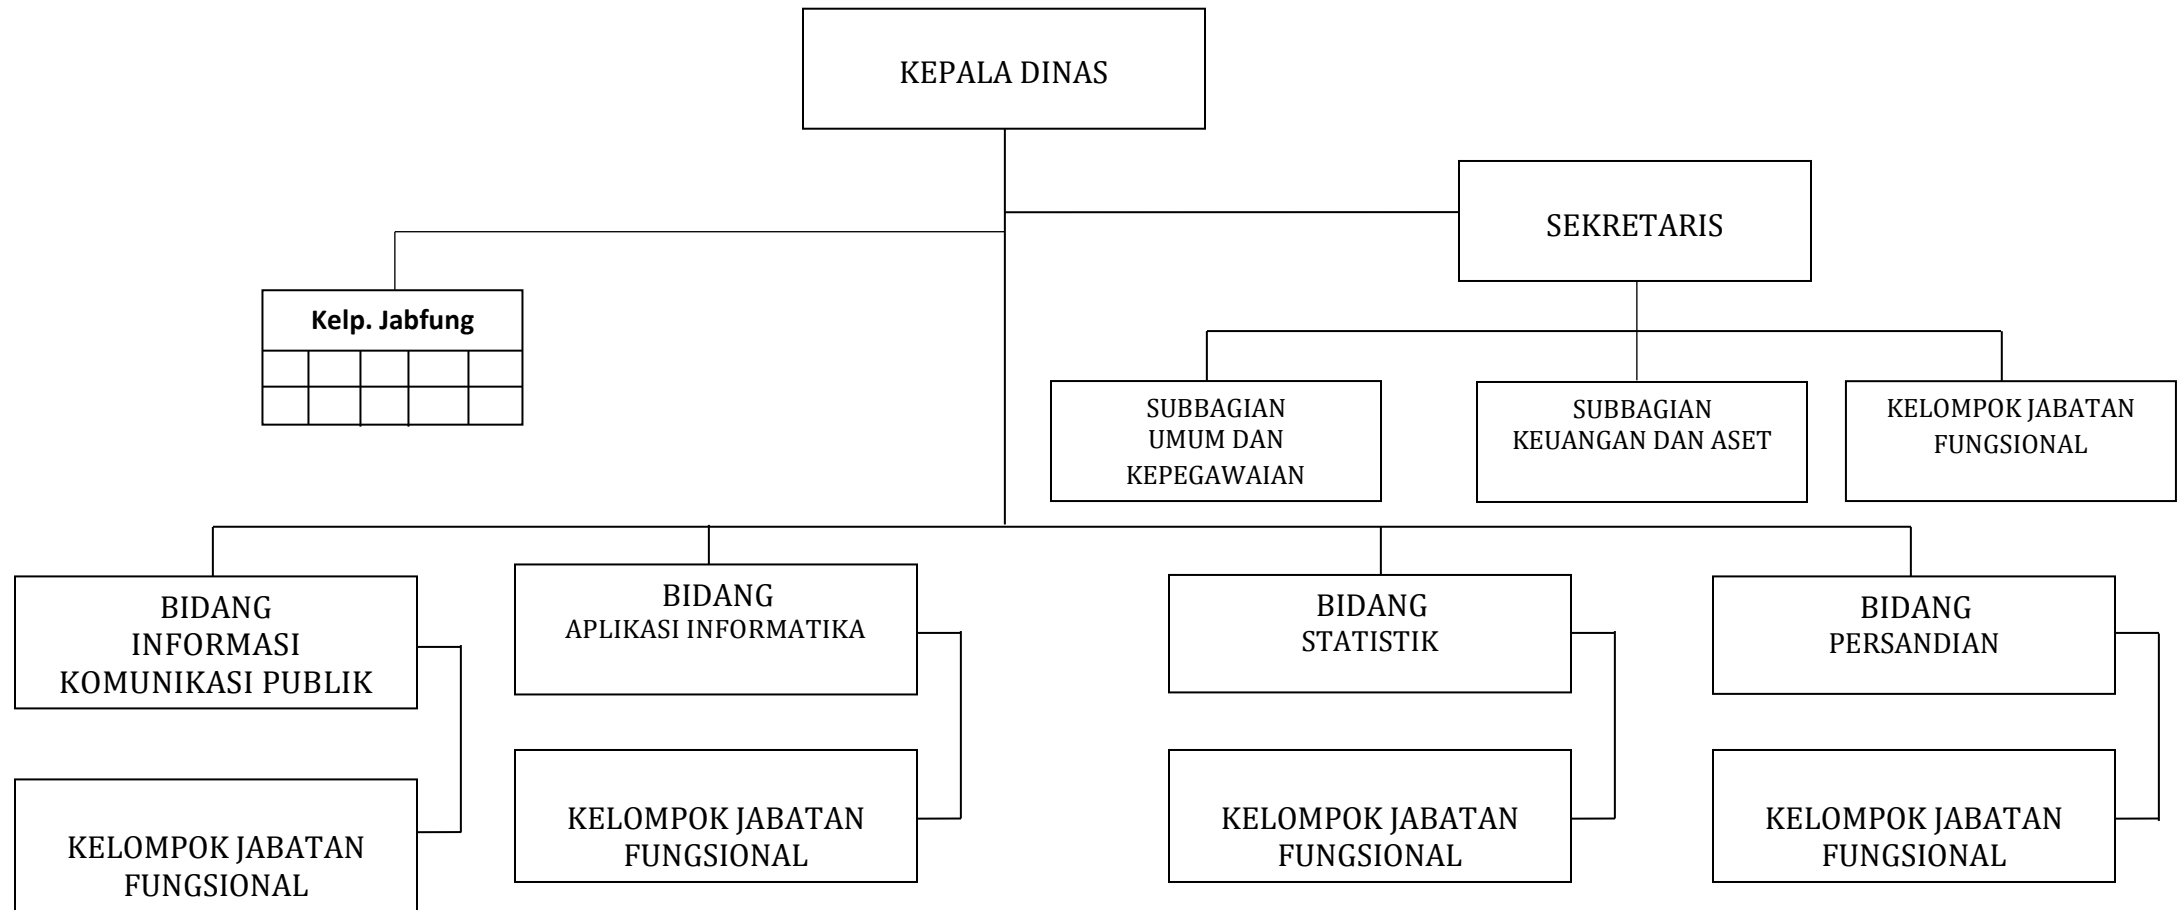 KEPALA DINAS
SEKRETARIS
Kelp. Jabfung
SUBBAGIAN
UMUM DAN
KEPEGAWAIAN
SUBBAGIAN
KEUANGAN DAN ASET
KELOMPOK JABATAN
FUNGSIONAL
BIDANG
INFORMASI
KOMUNIKASI PUBLIK
BIDANG
APLIKASI INFORMATIKA
BIDANG
STATISTIK
BIDANG
PERSANDIAN
KELOMPOK JABATAN
FUNGSIONAL
KELOMPOK JABATAN
FUNGSIONAL
KELOMPOK JABATAN
FUNGSIONAL
KELOMPOK JABATAN
FUNGSIONAL